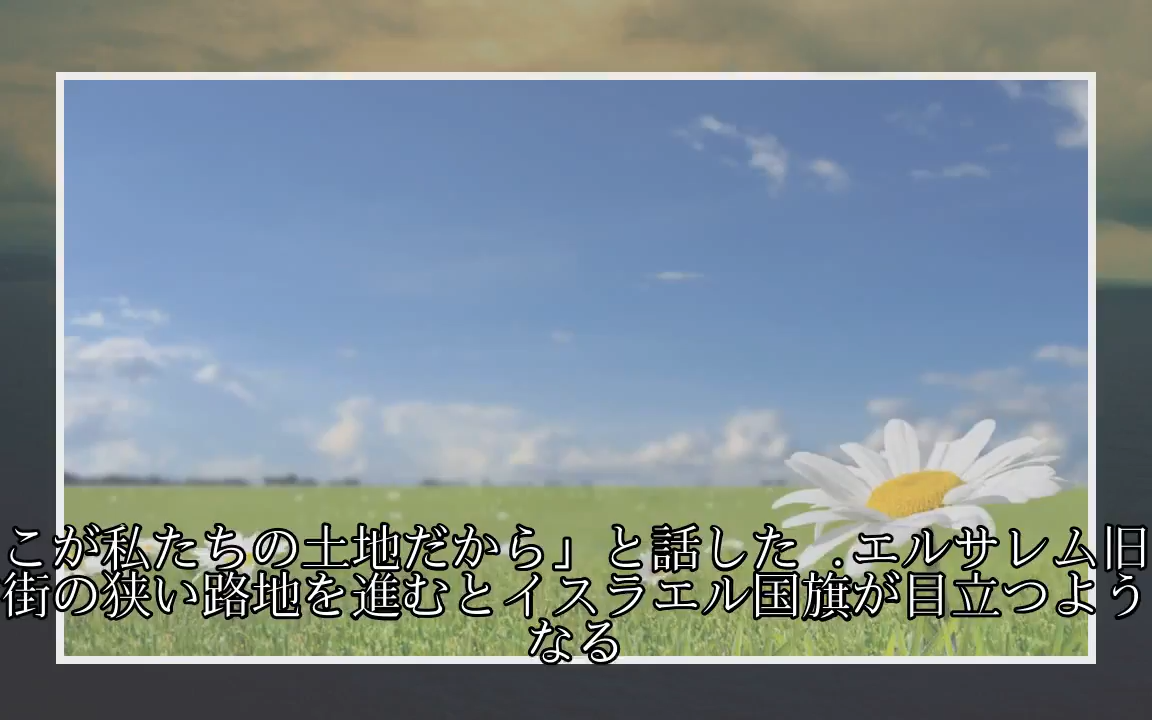 こが私たちの土地だから」と話した . エルサレム旧
街の狭い路地を進むとイスラエル国旗が目立つよう
なる